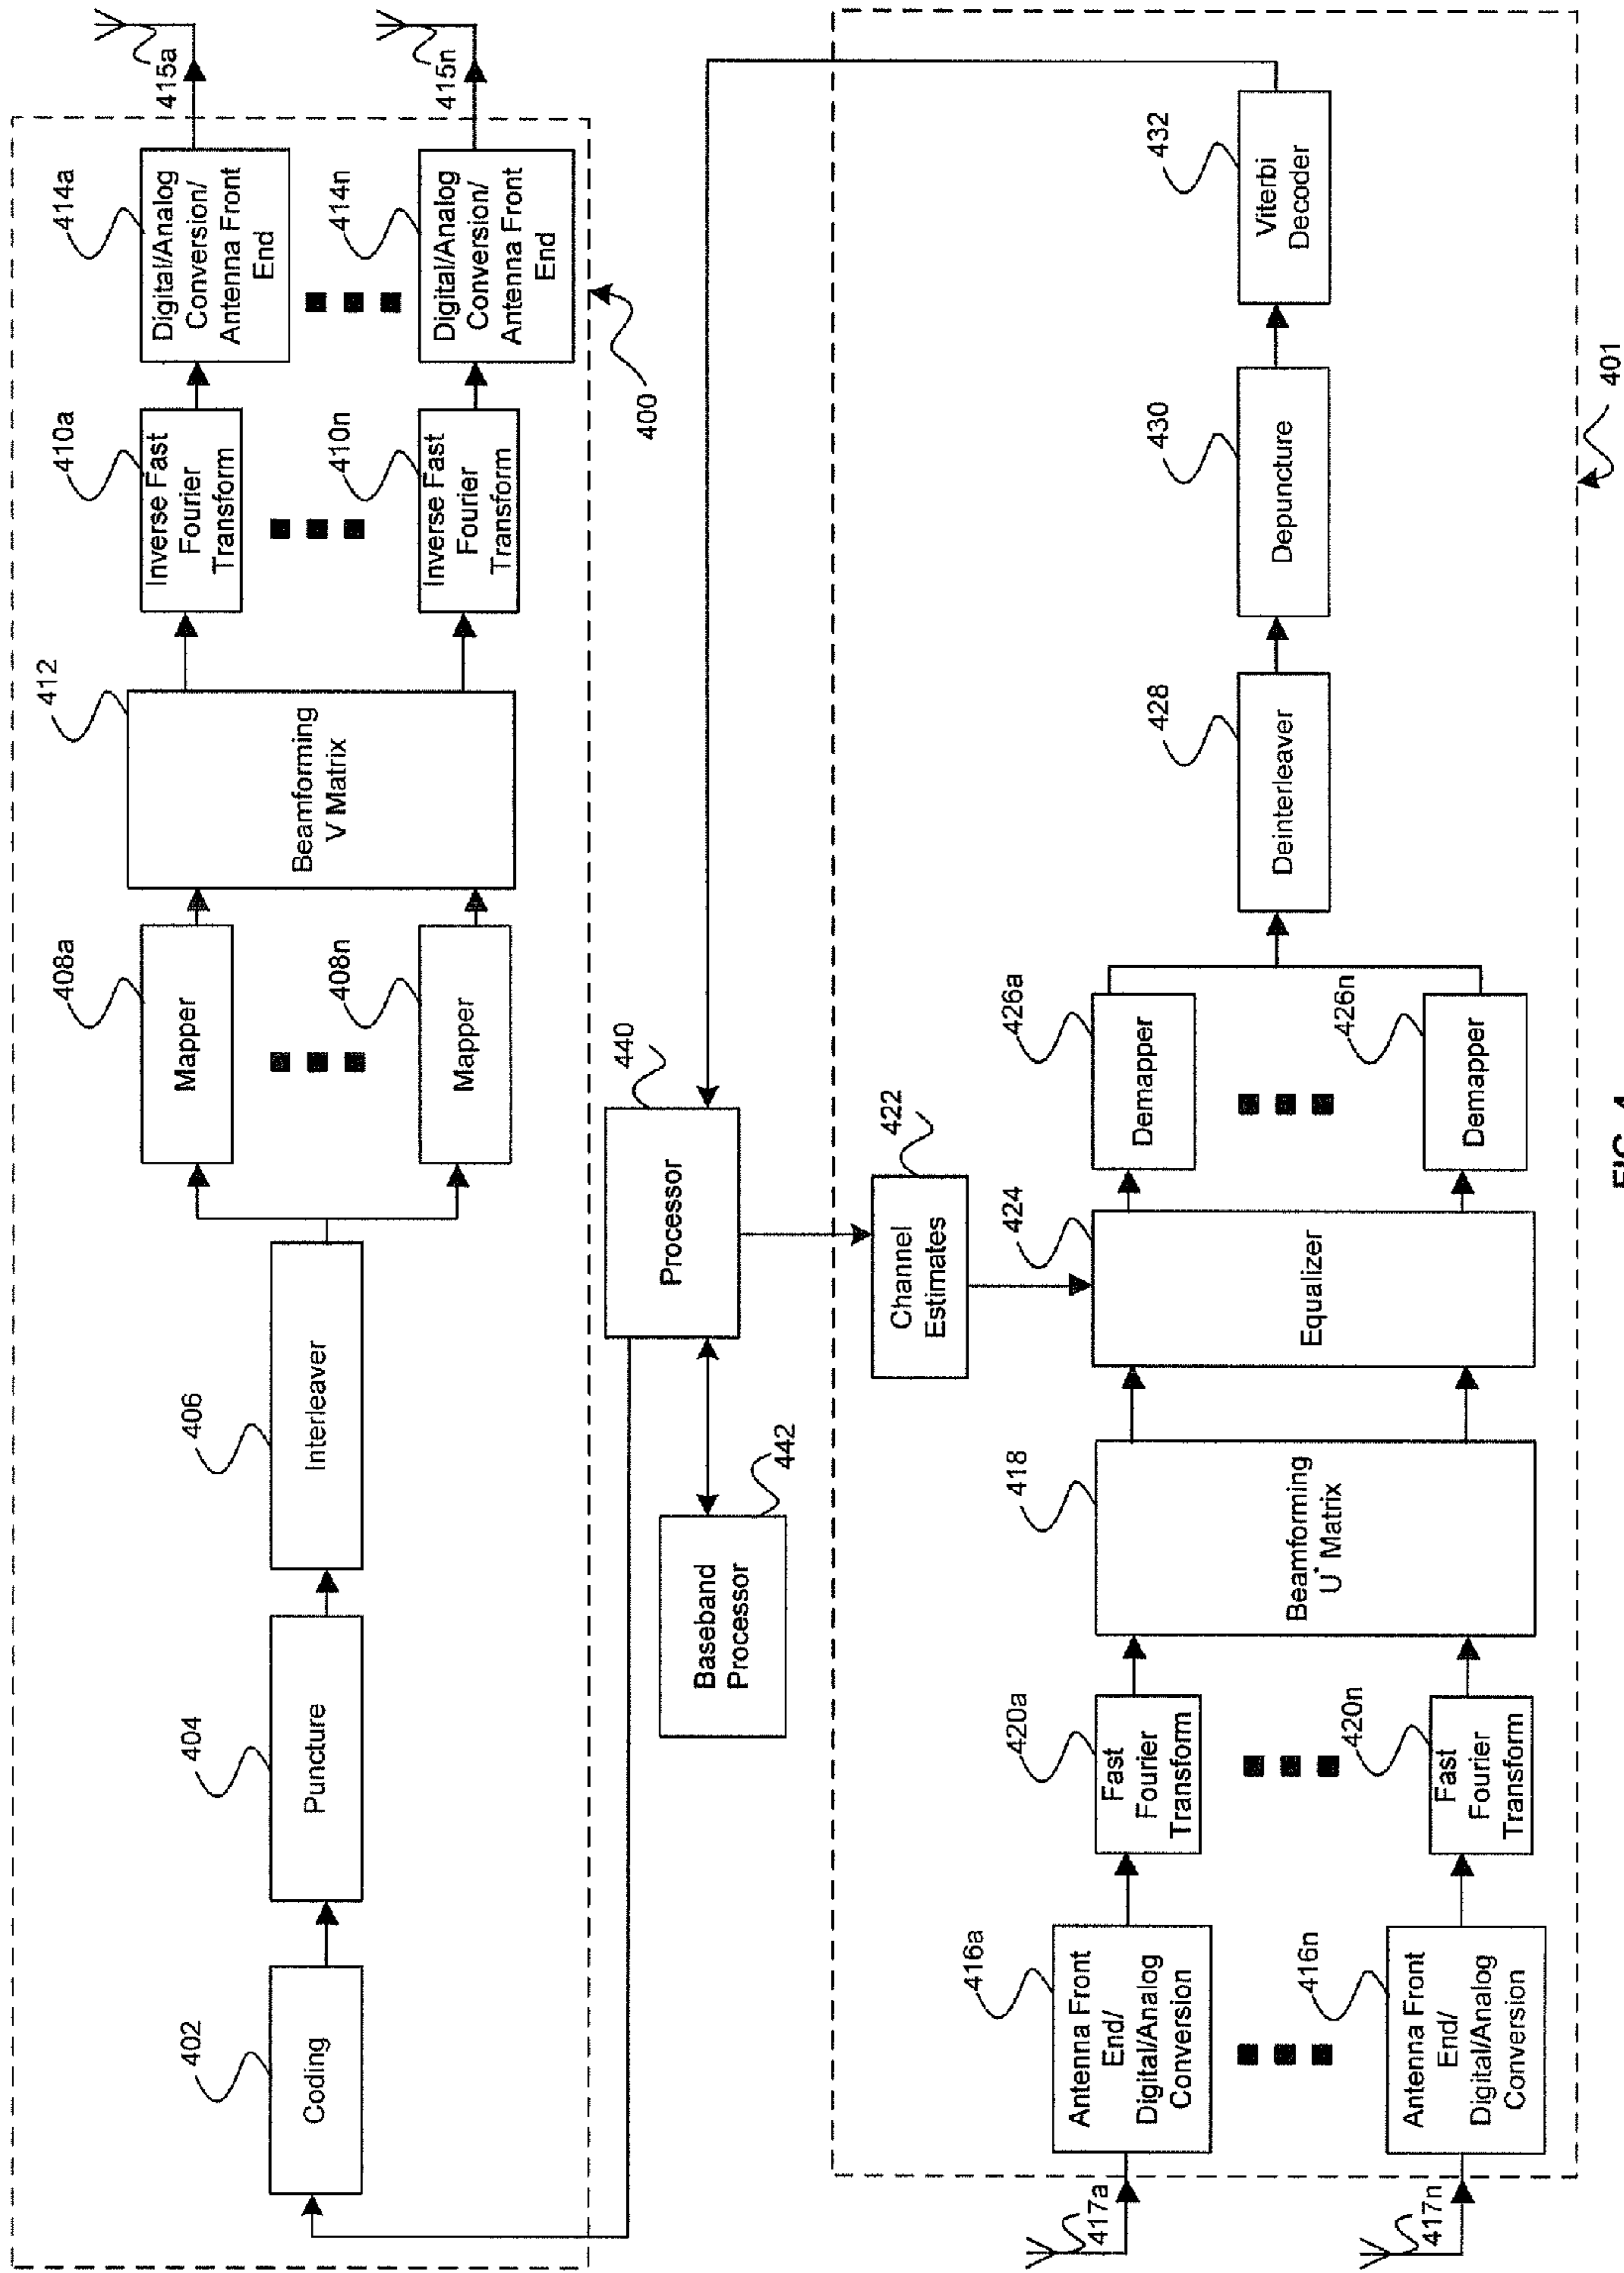 402
Coding
404
Puncture
406
Interleaver
408a
Mapper
408n
Mapper
412
Beamforming
V Matrix
410a
Inverse Fast
Fourier
Transform
410n
Inverse Fast
Fourier
Transform
414a
Digital/Analog
Conversion/
Antenna Front
End
414n
Digital/Analog
Conversion/
Antenna Front
End
415a
415n
400
440
Processor
442
Baseband
Processor
422
Channel
Estimates
417a
417n
416a
Antenna Front
End/
Digital/Analog
Conversion
416n
Antenna Front
End/
Digital/Analog
Conversion
420a
Fast
Fourier
Transform
420n
Fast
Fourier
Transform
418
Beamforming
U* Matrix
424
Equalizer
426a
Demapper
426n
Demapper
428
Deinterleaver
430
Depuncture
432
Viterbi
Decoder
401